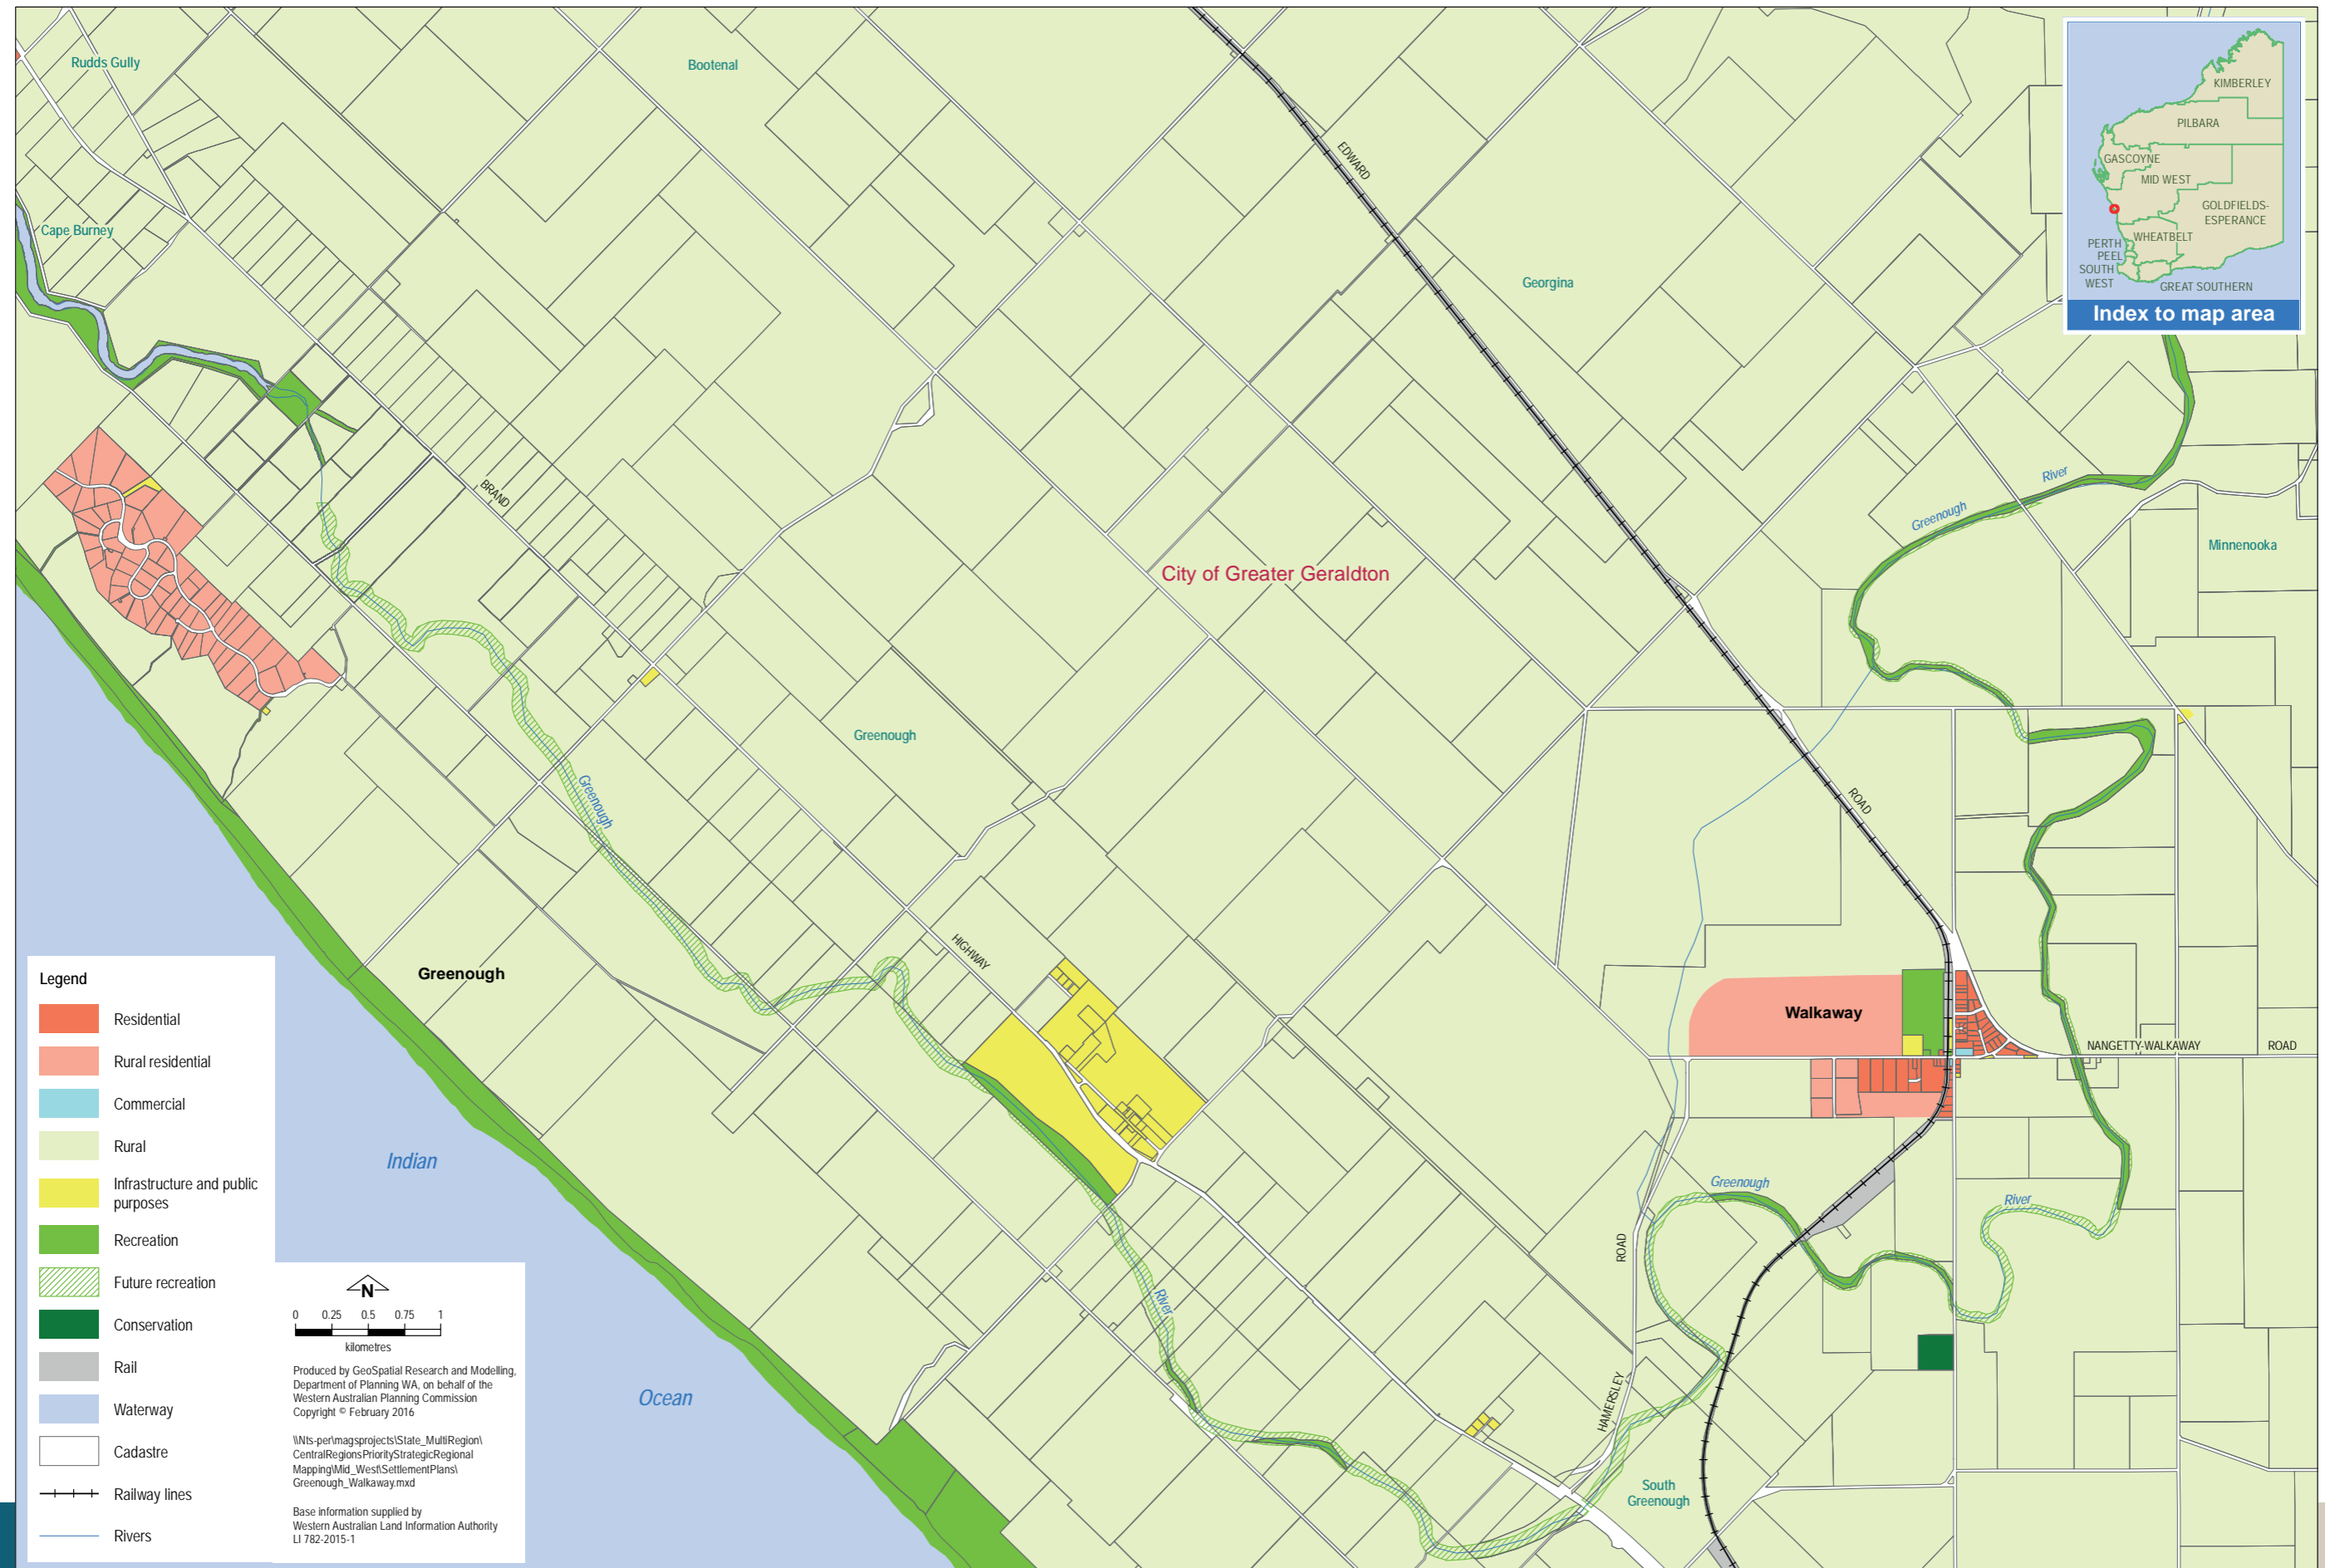 Rudds Gully
Bootenal
Cape Burney
EDWARD
Georgina
KIMBERLEY
PILBARA
GASCOYNE
MID WEST
GOLDFIELDS-
ESPERANCE
WHEATBELT
PERTH
PEEL
SOUTH
WEST
GREAT SOUTHERN
Index to map area
BRAND
River
Greenough
Minnenooka
City of Greater Geraldton
Greenough
Greenough
ROAD
HIGHWAY
Greenough
Walkaway
NANGETTY-WALKAWAY
ROAD
Indian
Ocean
Greenough
River
ROAD
River
HAMERSLEY
South
Greenough
Legend
Residential
Rural residential
Commercial
Rural
Infrastructure and public
purposes
Recreation
Future recreation
Conservation
Rail
Waterway
Cadastre
Railway lines
Rivers
N
0 0.25 0.5 0.75 1
kilometres
Produced by GeoSpatial Research and Modelling,
Department of Planning WA, on behalf of the
Western Australian Planning Commission
Copyright © February 2016
\\Nts-per\magsprojects\State_MultiRegion\
CentralRegionsPriorityStrategicRegional
Mapping\Mid_West\SettlementPlans\
Greenough_Walkaway.mxd
Base information supplied by
Western Australian Land Information Authority
LI 782-2015-1